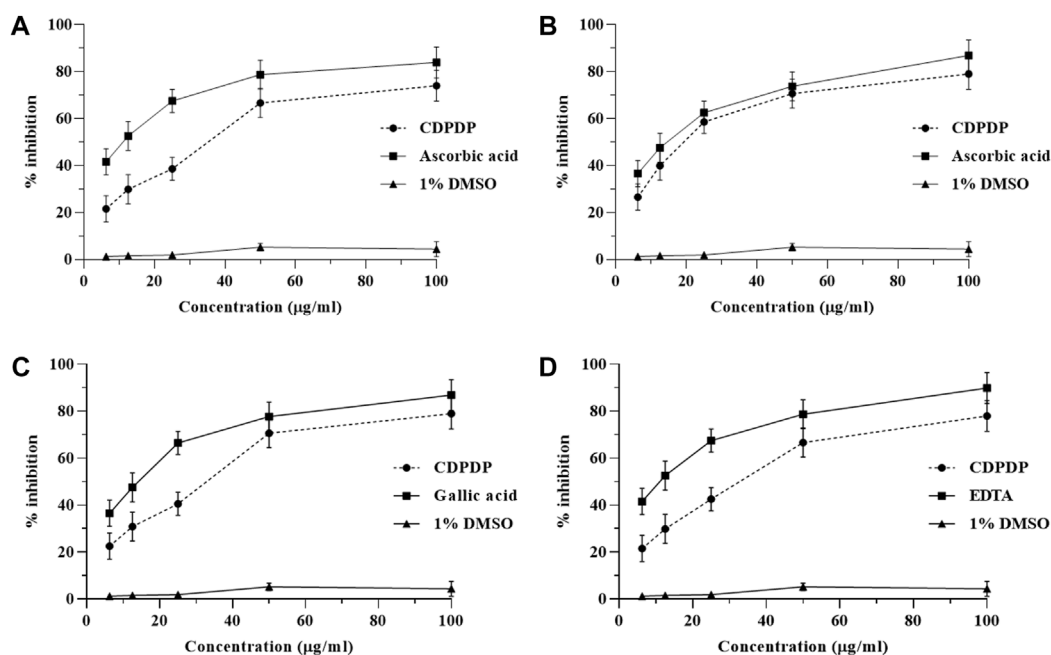 A
% inhibition
100
80
60
40
20
0
0
20
40
60
80
100
Concentration (µg/ml)
CDPDP
Ascorbic acid
1% DMSO
B
% inhibition
100
80
60
40
20
0
0
20
40
60
80
100
Concentration (µg/ml)
CDPDP
Ascorbic acid
1% DMSO
C
% inhibition
100
80
60
40
20
0
0
20
40
60
80
100
Concentration (µg/ml)
CDPDP
Gallic acid
1% DMSO
D
% inhibition
100
80
60
40
20
0
0
20
40
60
80
100
Concentration (µg/ml)
CDPDP
EDTA
1% DMSO